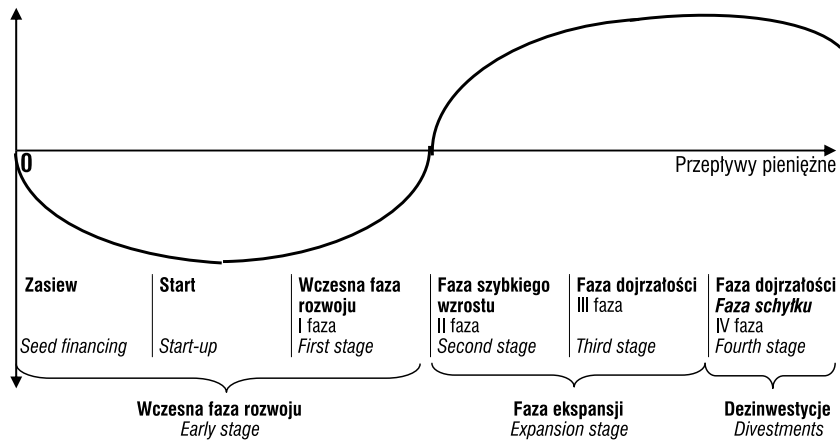 0
Przepływy pieniężne
Zasiew
Seed financing
Start
Start-up
Wczesna faza
rozwoju
I faza
First stage
Faza szybkiego
wzrostu
II faza
Second stage
Faza dojrzałości
III faza
Third stage
Faza dojrzałości
Faza schyłku
IV faza
Fourth stage
Wczesna faza rozwoju
Early stage
Faza ekspansji
Expansion stage
Dezinwestycje
Divestments